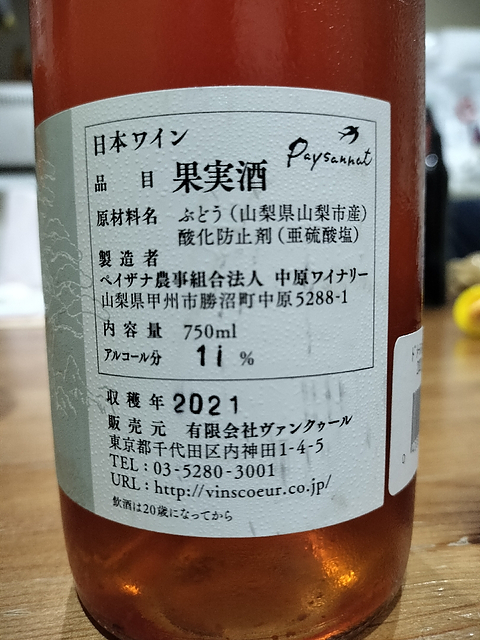 日本ワイン
Paysannat
品目 果実酒
原材料名 ぶどう（山梨県山梨市産）
酸化防止剤（亜硫酸塩）
製造者
ペイザナ農事組合法人 中原ワイナリー
山梨県甲州市勝沼町中原5288-1
内容量 750ml
アルコール分 11 %
収穫年 2021
販売元 有限会社ヴァンクゥール
東京都千代田区内神田1-4-5
TEL：03-5280-3001
URL：http://vinscoeur.co.jp/
飲酒は20歳になってから